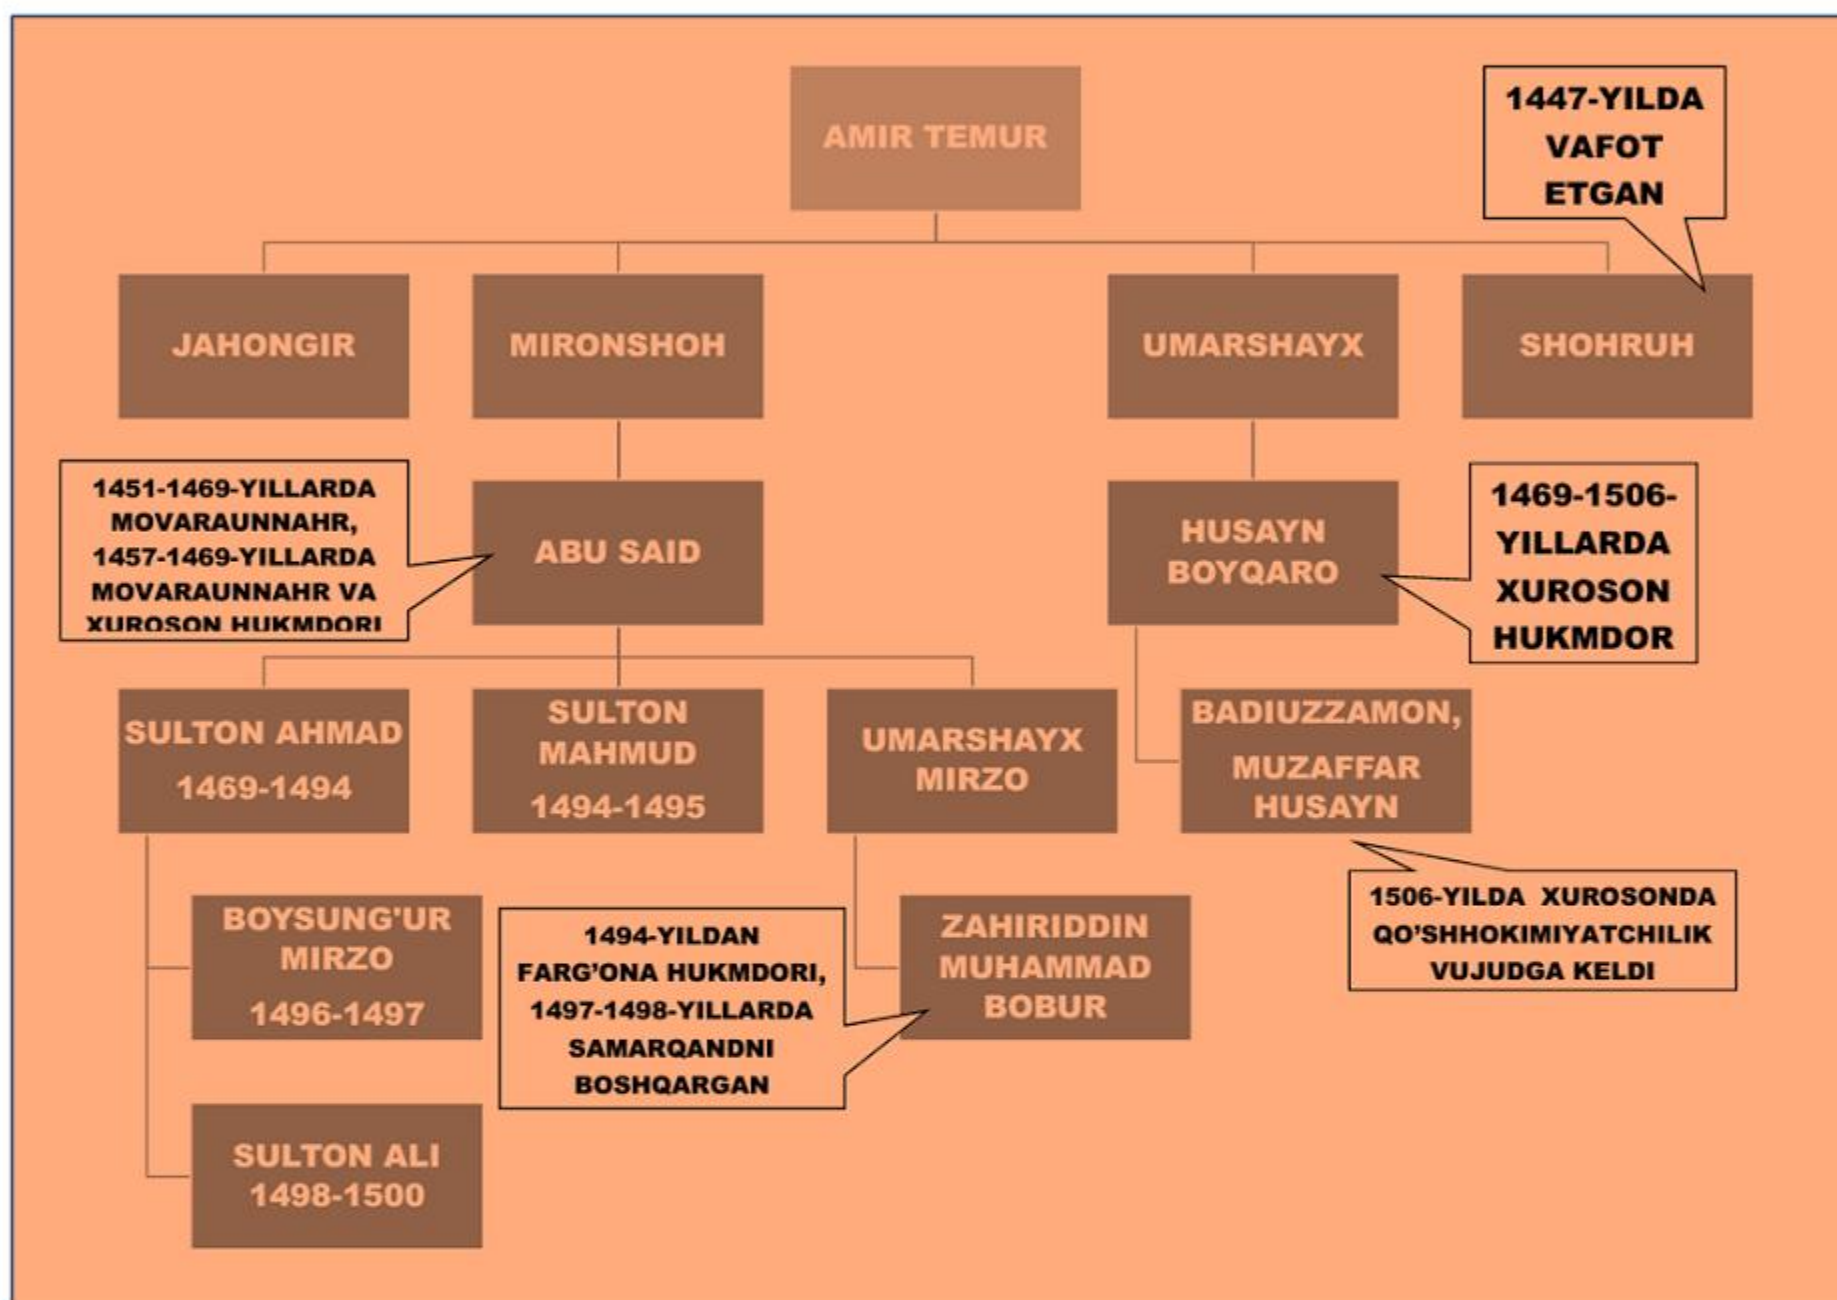 AMIR TEMUR
1447-YILDA
VAFOT
ETGAN
JAHONGIR
MIRONSHOH
UMARSHAYX
SHOHRUH
1451-1469-YILLARDA
MOVARAUNNAHR,
1457-1469-YILLARDA
MOVARAUNNAHR VA
XUROSON HUKMDORI
ABU SAID
HUSAYN
BOYQARO
1469-1506-
YILLARDA
XUROSON
HUKMDOR
SULTON AHMAD
1469-1494
SULTON
MAHMUD
1494-1495
UMARSHAYX
MIRZO
BADIUZZAMON,
MUZAFFAR
HUSAYN
BOYSUNG'UR
MIRZO
1496-1497
1494-YILDAN
FARG’ONA HUKMDORI,
1497-1498-YILLARDA
SAMARQANDNI
BOSHQARGAN
ZAHIRIDDIN
MUHAMMAD
BOBUR
1506-YILDA XUROSONDA
QO’SHHOKIMIYATCHILIK
VUJUDGA KELDI
SULTON ALI
1498-1500